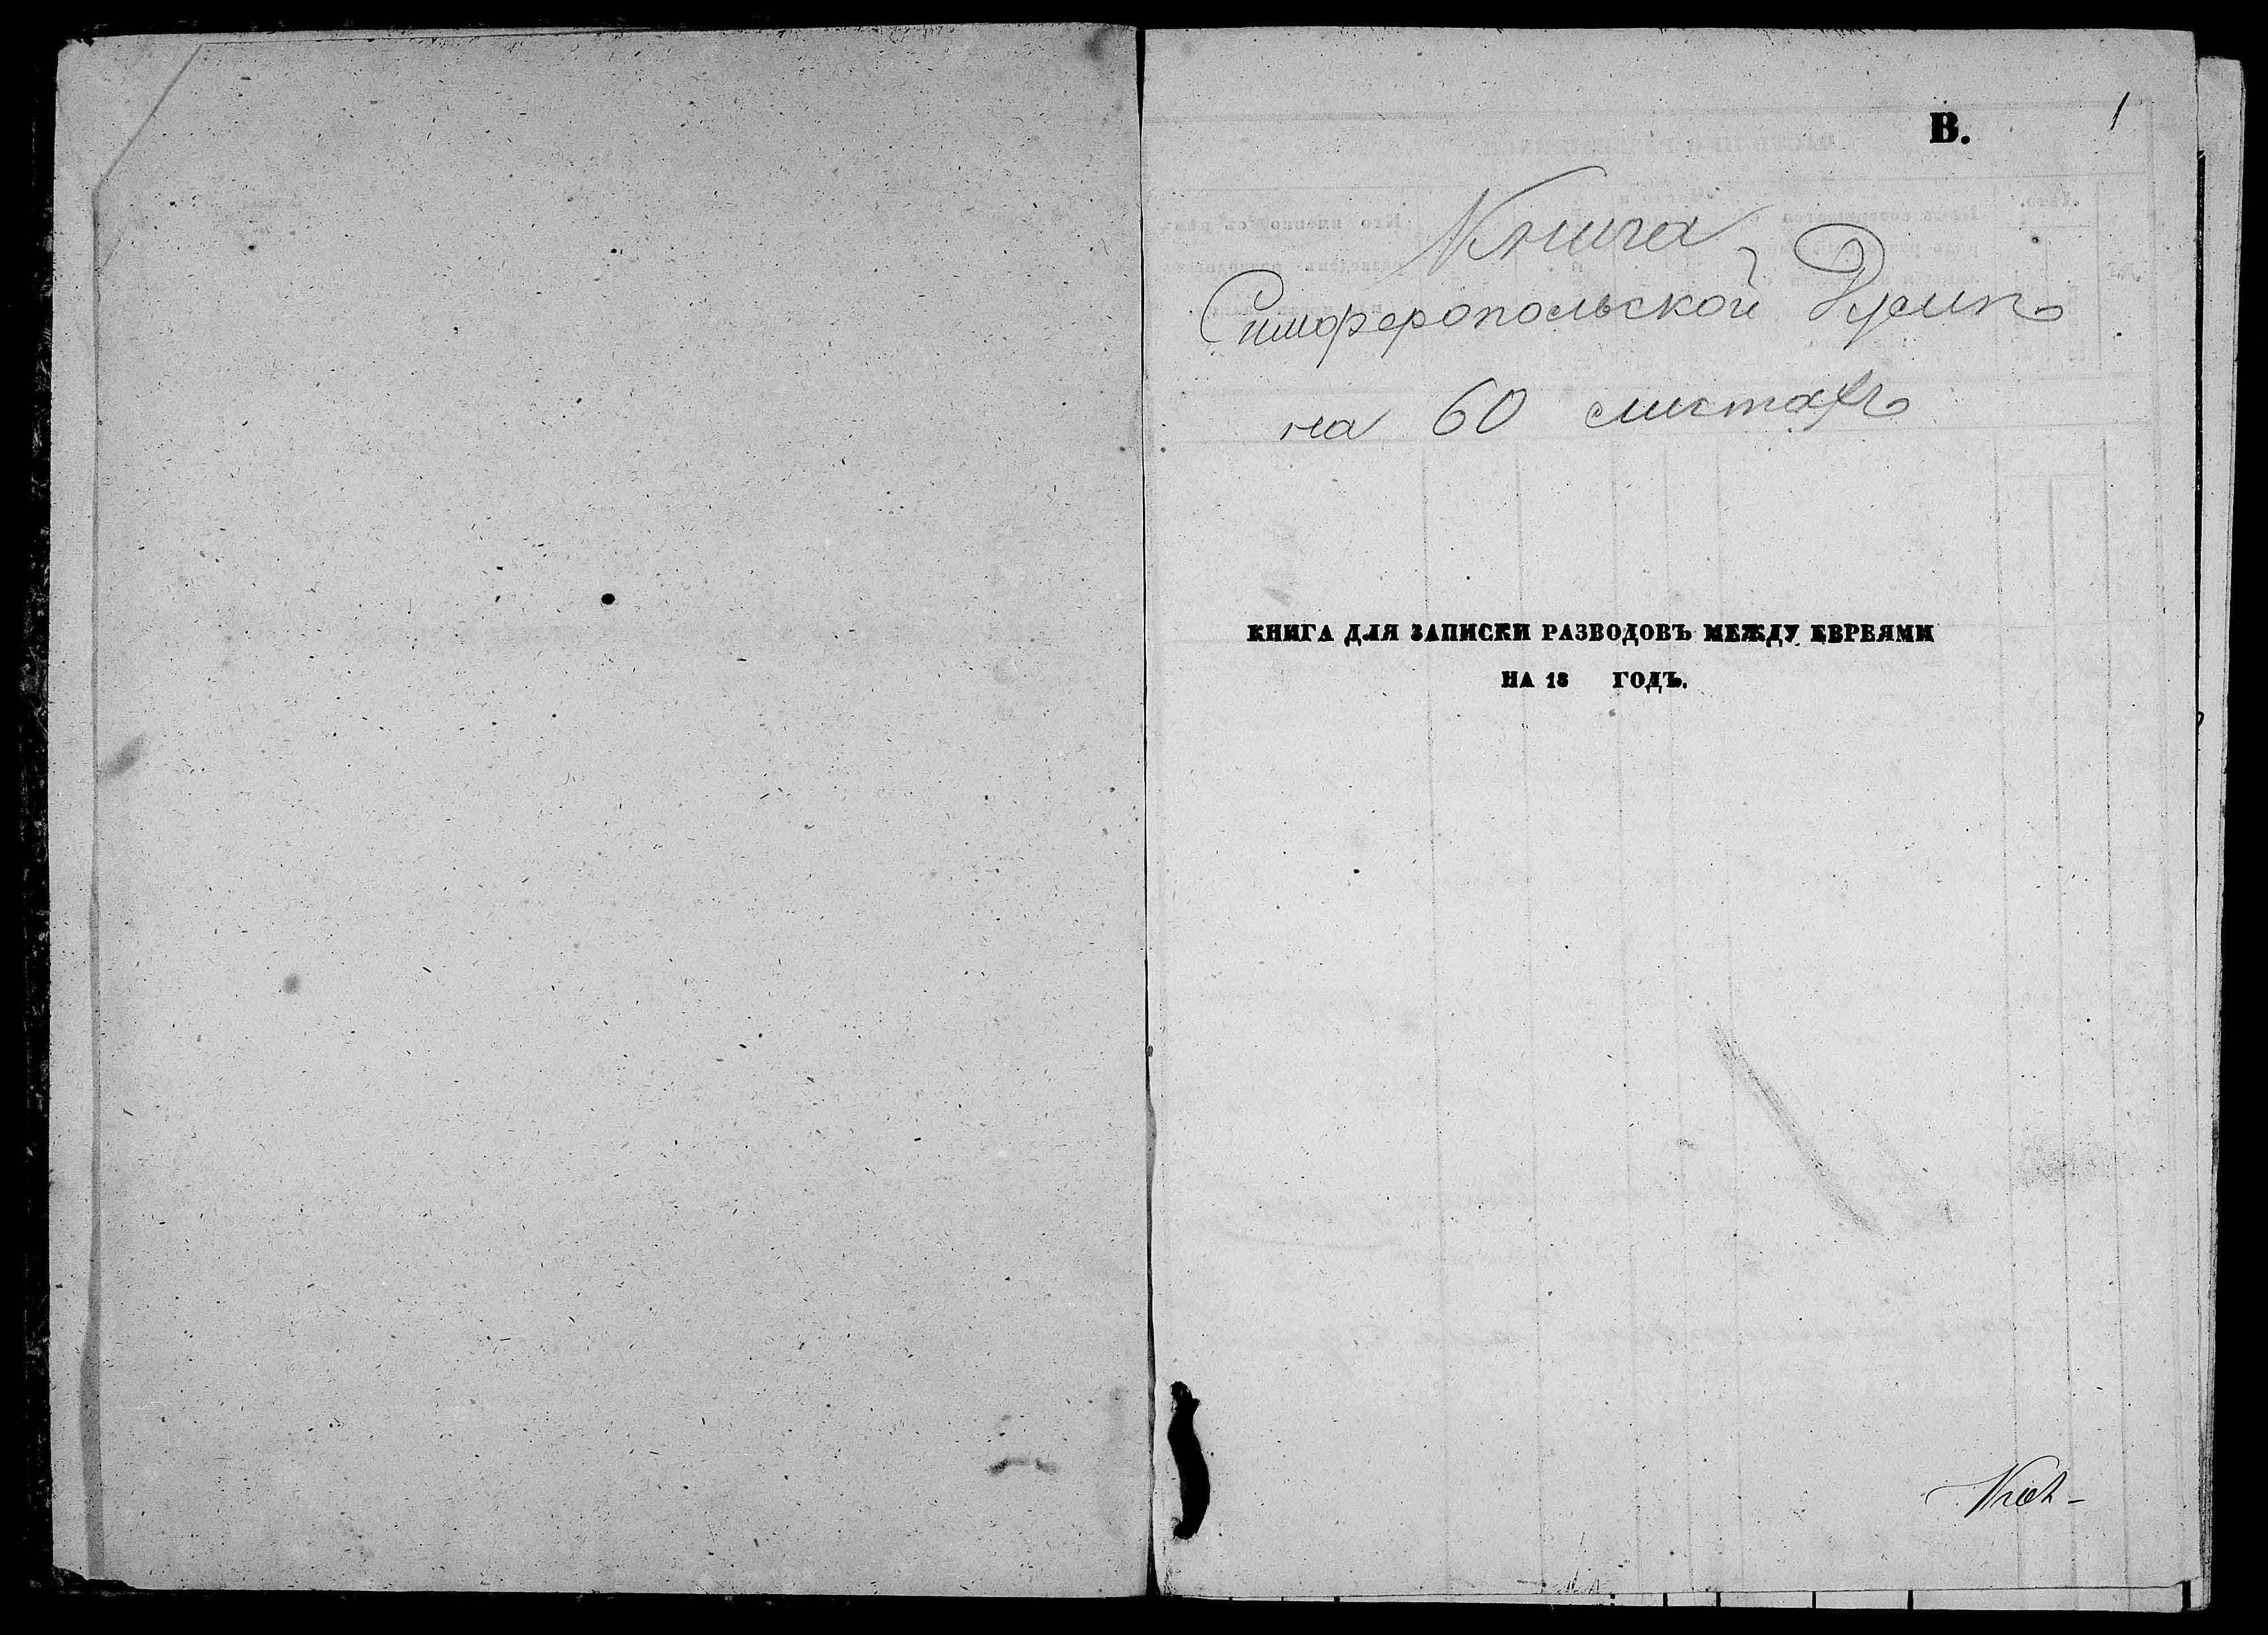 В.
1
Книга
Симферопольской Думы
на 60 листахъ
КНИГА ДЛЯ ЗАПИСКИ РАЗВОДОВЪ МЕЖДУ ЕВРЕЯМИ
НА 18 ГОДЪ.